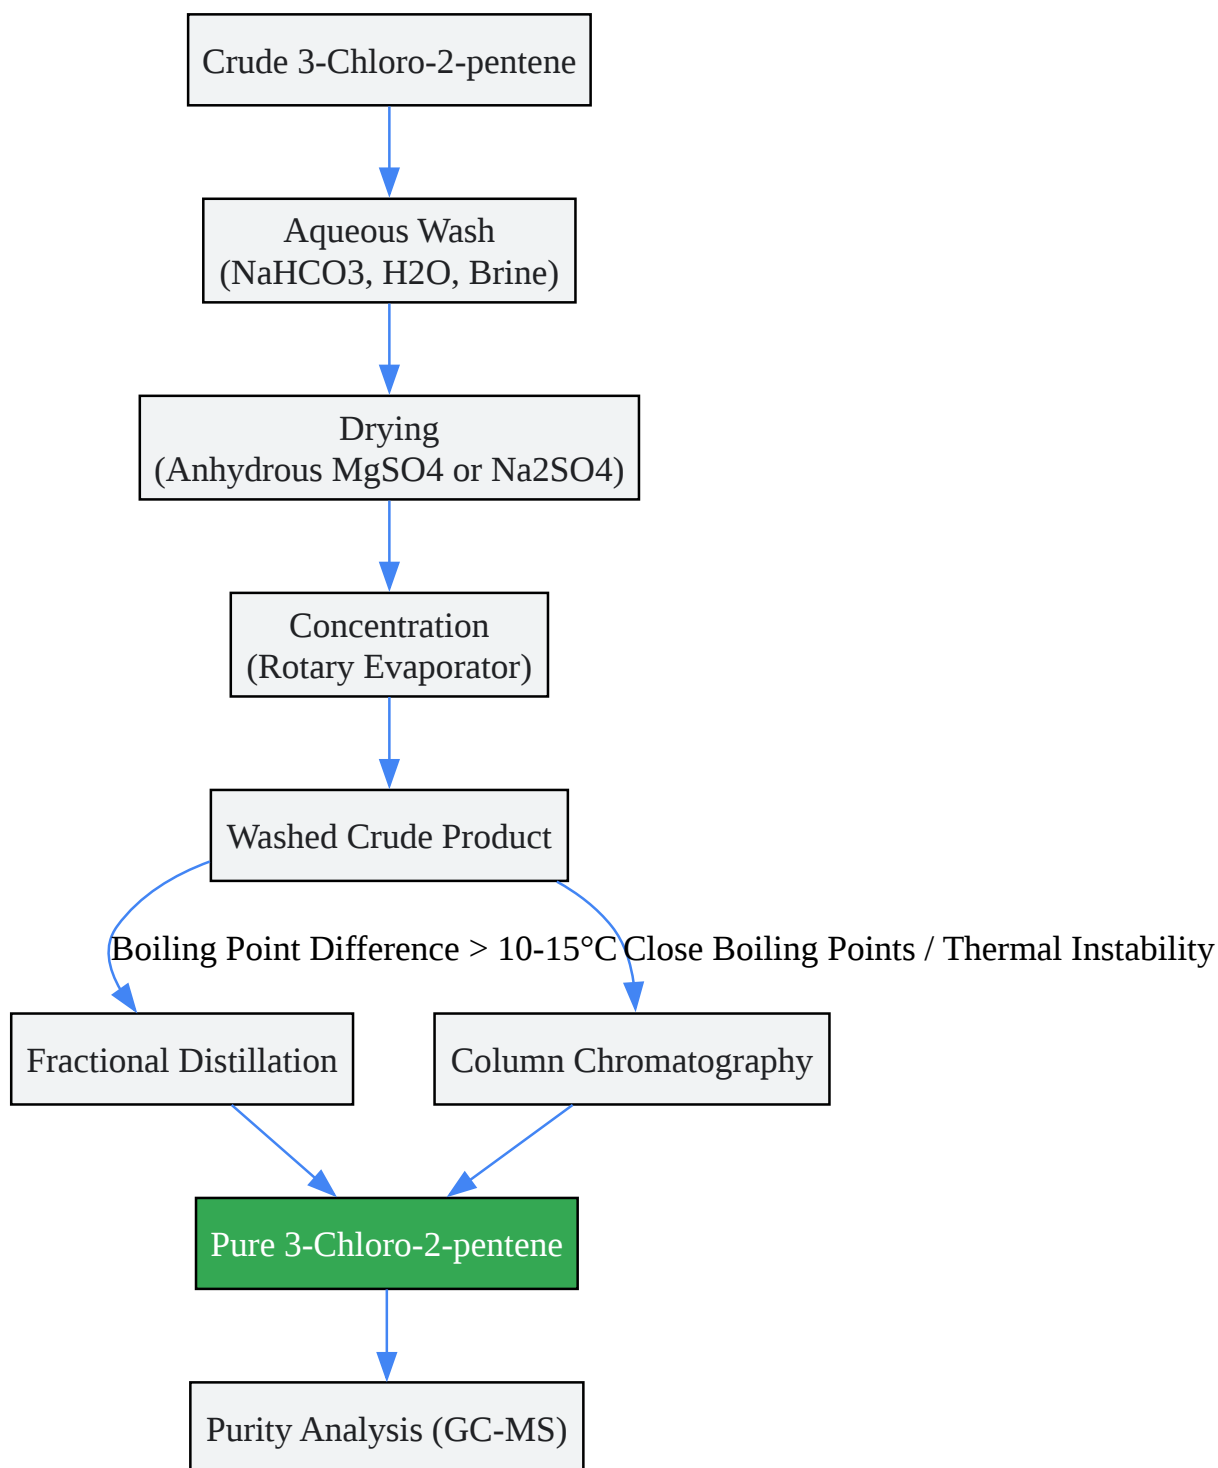 Crude 3-Chloro-2-pentene
Aqueous Wash
(NaHCO3, H2O, Brine)
Drying
(Anhydrous MgSO4 or Na2SO4)
Concentration
(Rotary Evaporator)
Washed Crude Product
Boiling Point Difference > 10-15°C
Close Boiling Points / Thermal Instability
Fractional Distillation
Column Chromatography
Pure 3-Chloro-2-pentene
Purity Analysis (GC-MS)